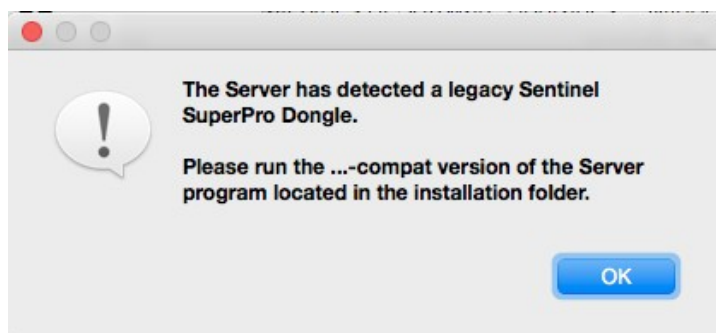 The Server has detected a legacy Sentinel
SuperPro Dongle.
Please run the ...-compat version of the Server
program located in the installation folder.
OK